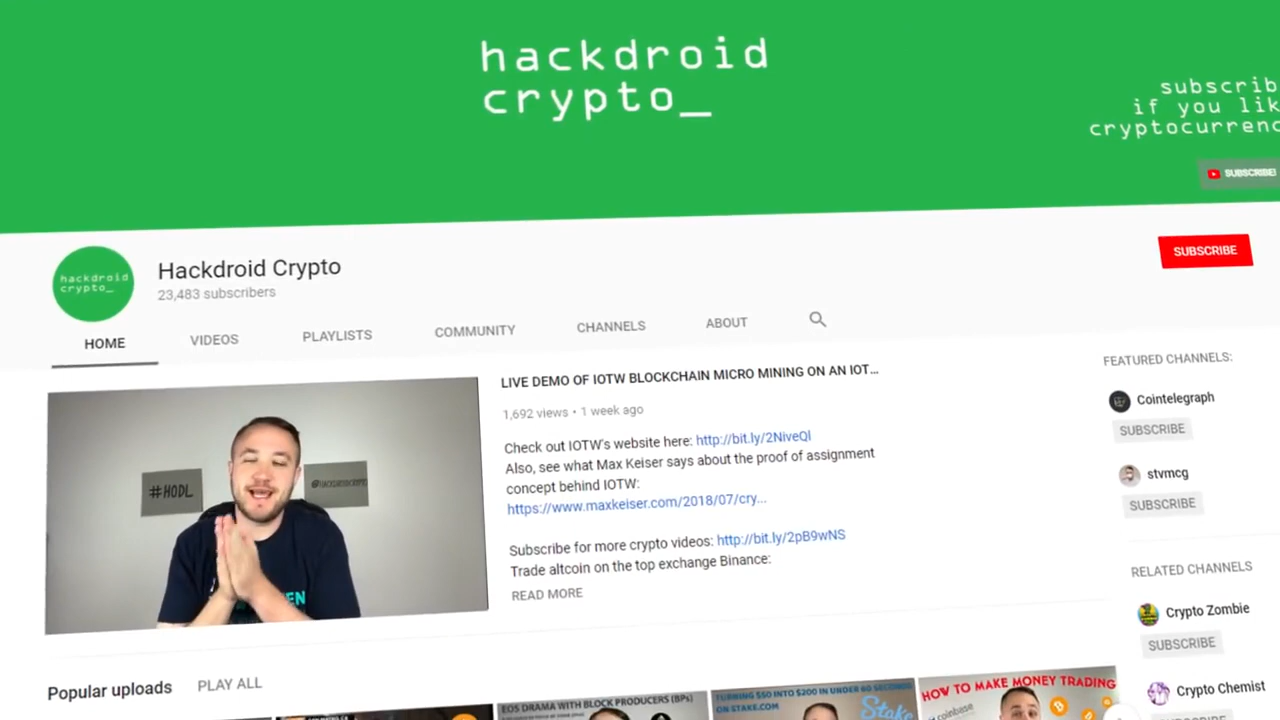 hackdroid
crypto_
subscrib
if you lik
cryptocurrenc
SUBSCRIBE!
hackdroid
crypto_
Hackdroid Crypto
23,483 subscribers
SUBSCRIBE
HOME
VIDEOS
PLAYLISTS
COMMUNITY
CHANNELS
ABOUT
#HODL
@HACKDROIDCRYPTO
LIVE DEMO OF IOTW BLOCKCHAIN MICRO MINING ON AN IOT...
1,692 views • 1 week ago
Check out IOTW's website here: http://bit.ly/2NiveQl
Also, see what Max Keiser says about the proof of assignment
concept behind IOTW:
https://www.maxkeiser.com/2018/07/cry...
Subscribe for more crypto videos: http://bit.ly/2pB9wNS
Trade altcoin on the top exchange Binance:
READ MORE
FEATURED CHANNELS:
Cointelegraph
SUBSCRIBE
stvmcg
SUBSCRIBE
RELATED CHANNELS
Crypto Zombie
SUBSCRIBE
Crypto Chemist
Popular uploads
PLAY ALL
EOS DRAMA WITH BLOCK PRODUCERS (BPs)
TURNING $50 INTO $200 IN UNDER 60 SECONDS
ON STAKE.COM
Stake
HOW TO MAKE MONEY TRADING
coinbase